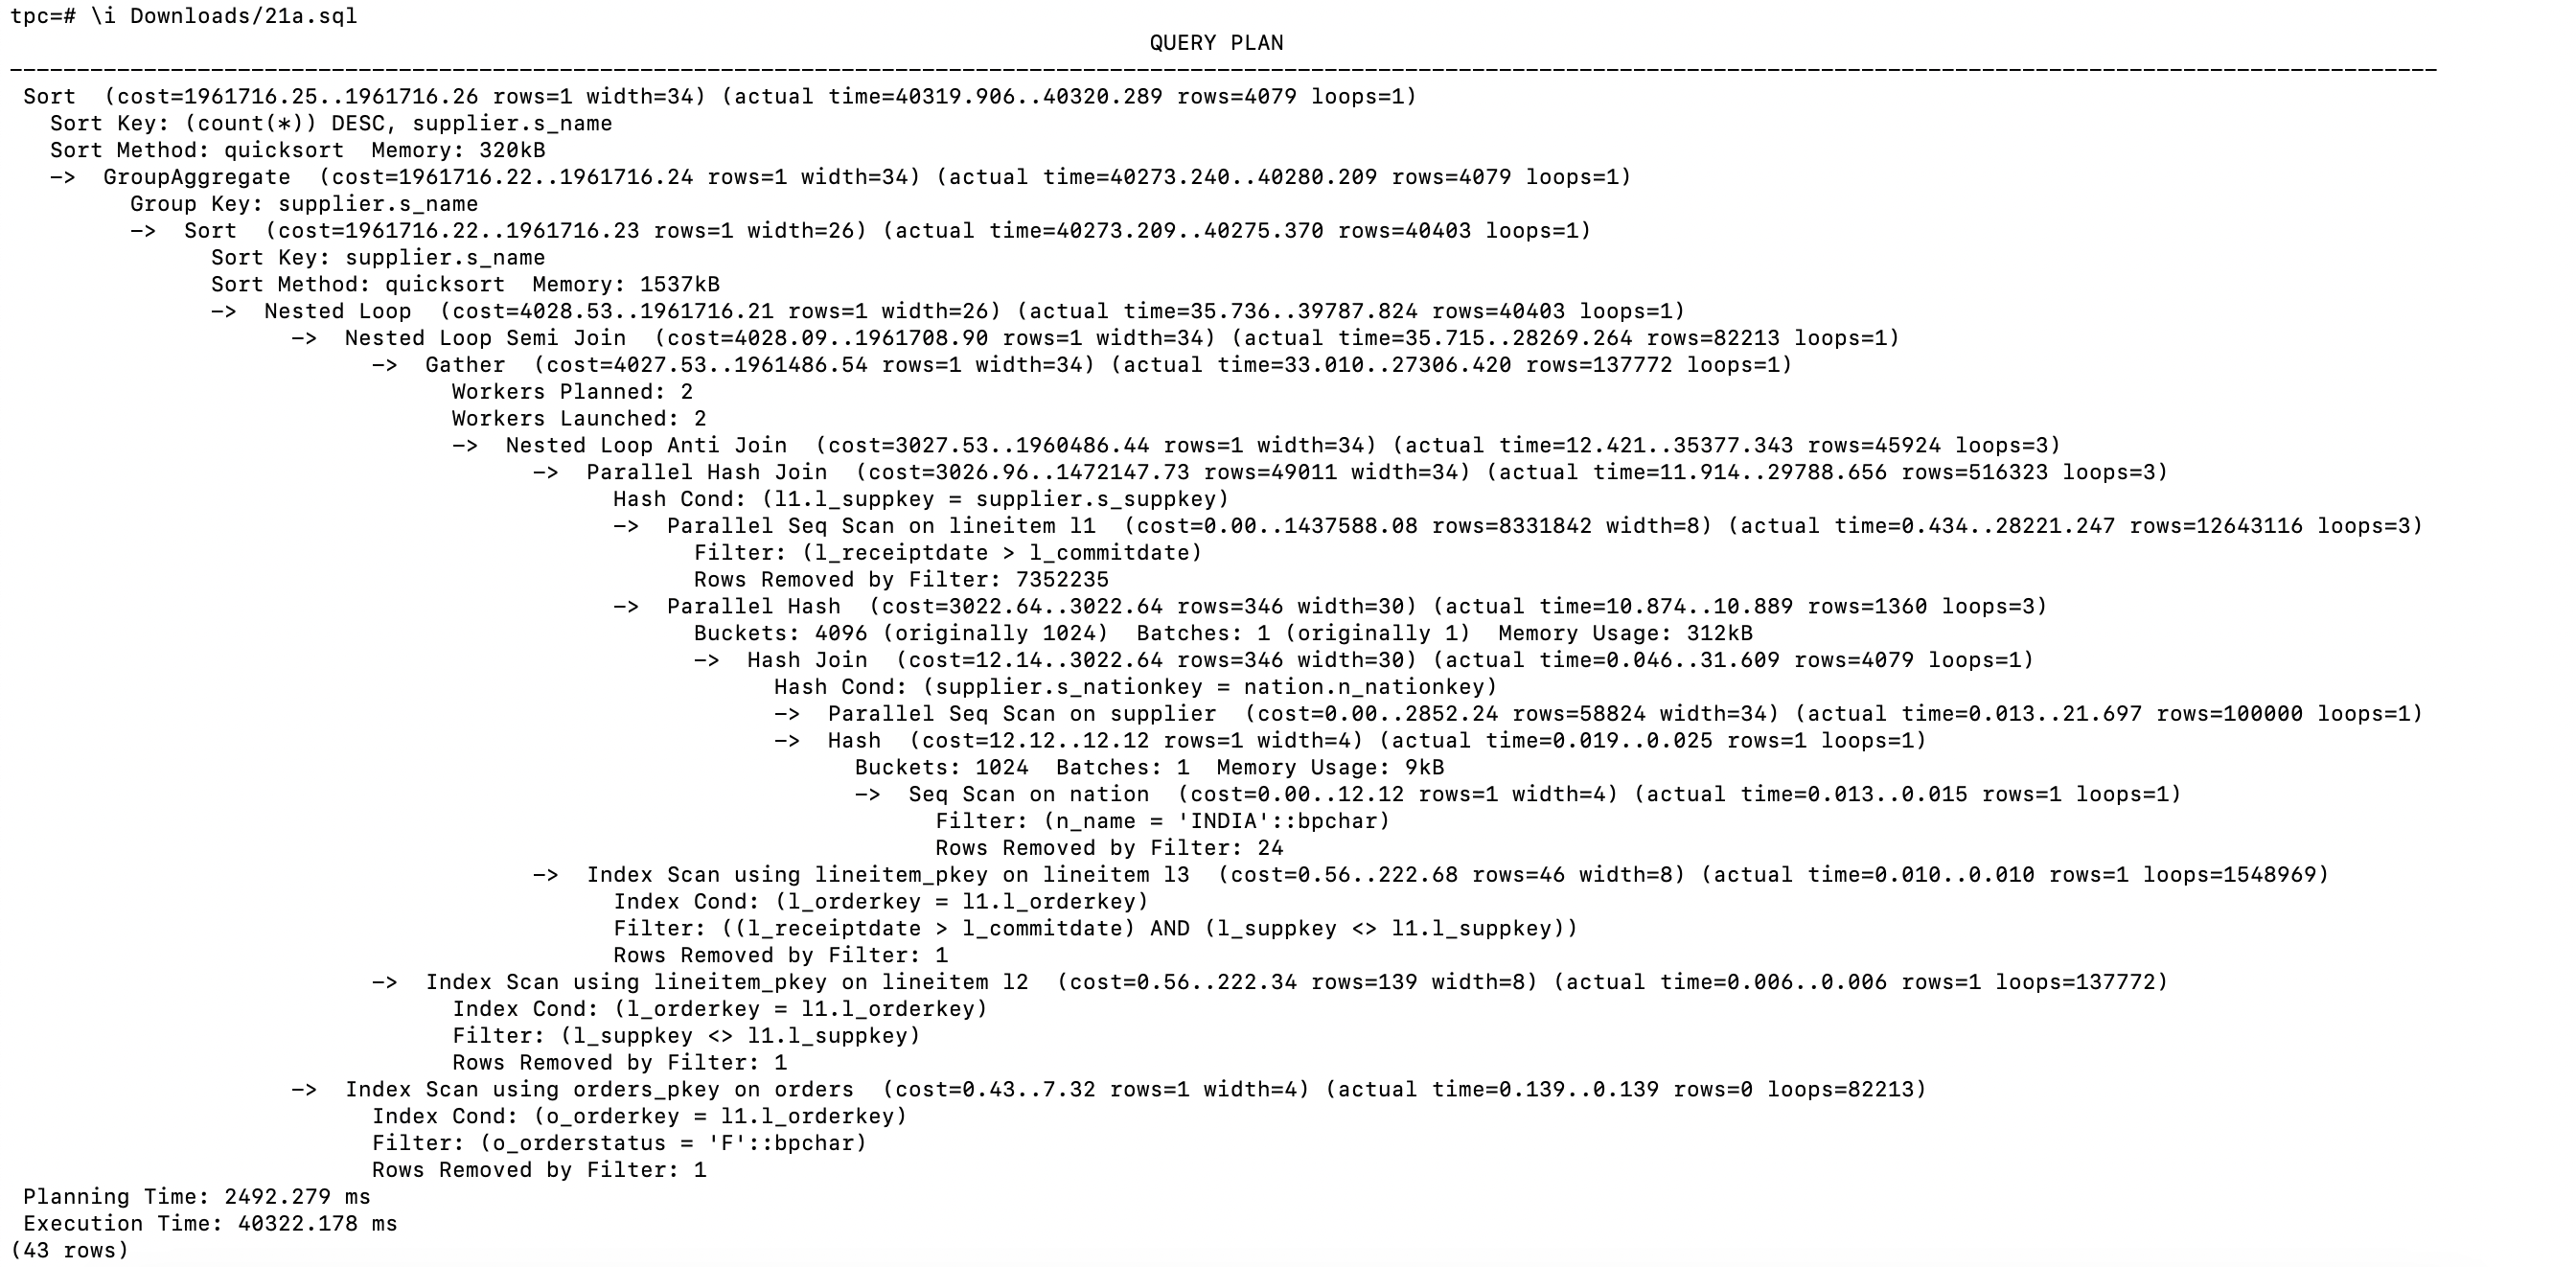 tpc=# \i Downloads/21a.sql
QUERY PLAN
-------------------------------------------------------------------------------------------------------------------------------------------------------------------------------------
Sort  (cost=1961716.25..1961716.26 rows=1 width=34) (actual time=40319.906..40320.289 rows=4079 loops=1)
Sort Key: (count(*)) DESC, supplier.s_name
Sort Method: quicksort  Memory: 320kB
->  GroupAggregate  (cost=1961716.22..1961716.24 rows=1 width=34) (actual time=40273.240..40280.209 rows=4079 loops=1)
Group Key: supplier.s_name
->  Sort  (cost=1961716.22..1961716.23 rows=1 width=26) (actual time=40273.209..40275.370 rows=40403 loops=1)
Sort Key: supplier.s_name
Sort Method: quicksort  Memory: 1537kB
->  Nested Loop  (cost=4028.53..1961716.21 rows=1 width=26) (actual time=35.736..39787.824 rows=40403 loops=1)
->  Nested Loop Semi Join  (cost=4028.09..1961708.90 rows=1 width=34) (actual time=35.715..28269.264 rows=82213 loops=1)
->  Gather  (cost=4027.53..1961486.54 rows=1 width=34) (actual time=33.010..27306.420 rows=137772 loops=1)
Workers Planned: 2
Workers Launched: 2
->  Nested Loop Anti Join  (cost=3027.53..1960486.44 rows=1 width=34) (actual time=12.421..35377.343 rows=45924 loops=3)
->  Parallel Hash Join  (cost=3026.96..1472147.73 rows=49011 width=34) (actual time=11.914..29788.656 rows=516323 loops=3)
Hash Cond: (l1.l_suppkey = supplier.s_suppkey)
->  Parallel Seq Scan on lineitem l1  (cost=0.00..1437588.08 rows=8331842 width=8) (actual time=0.434..28221.247 rows=12643116 loops=3)
Filter: (l_receiptdate > l_commitdate)
Rows Removed by Filter: 7352235
->  Parallel Hash  (cost=3022.64..3022.64 rows=346 width=30) (actual time=10.874..10.889 rows=1360 loops=3)
Buckets: 4096 (originally 1024)  Batches: 1 (originally 1)  Memory Usage: 312kB
->  Hash Join  (cost=12.14..3022.64 rows=346 width=30) (actual time=0.046..31.609 rows=4079 loops=1)
Hash Cond: (supplier.s_nationkey = nation.n_nationkey)
->  Parallel Seq Scan on supplier  (cost=0.00..2852.24 rows=58824 width=34) (actual time=0.013..21.697 rows=100000 loops=1)
->  Hash  (cost=12.12..12.12 rows=1 width=4) (actual time=0.019..0.025 rows=1 loops=1)
Buckets: 1024  Batches: 1  Memory Usage: 9kB
->  Seq Scan on nation  (cost=0.00..12.12 rows=1 width=4) (actual time=0.013..0.015 rows=1 loops=1)
Filter: (n_name = 'INDIA'::bpchar)
Rows Removed by Filter: 24
->  Index Scan using lineitem_pkey on lineitem l3  (cost=0.56..222.68 rows=46 width=8) (actual time=0.010..0.010 rows=1 loops=1548969)
Index Cond: (l_orderkey = l1.l_orderkey)
Filter: ((l_receiptdate > l_commitdate) AND (l_suppkey <> l1.l_suppkey))
Rows Removed by Filter: 1
->  Index Scan using lineitem_pkey on lineitem l2  (cost=0.56..222.34 rows=139 width=8) (actual time=0.006..0.006 rows=1 loops=137772)
Index Cond: (l_orderkey = l1.l_orderkey)
Filter: (l_suppkey <> l1.l_suppkey)
Rows Removed by Filter: 1
->  Index Scan using orders_pkey on orders  (cost=0.43..7.32 rows=1 width=4) (actual time=0.139..0.139 rows=0 loops=82213)
Index Cond: (o_orderkey = l1.l_orderkey)
Filter: (o_orderstatus = 'F'::bpchar)
Rows Removed by Filter: 1
Planning Time: 2492.279 ms
Execution Time: 40322.178 ms
(43 rows)